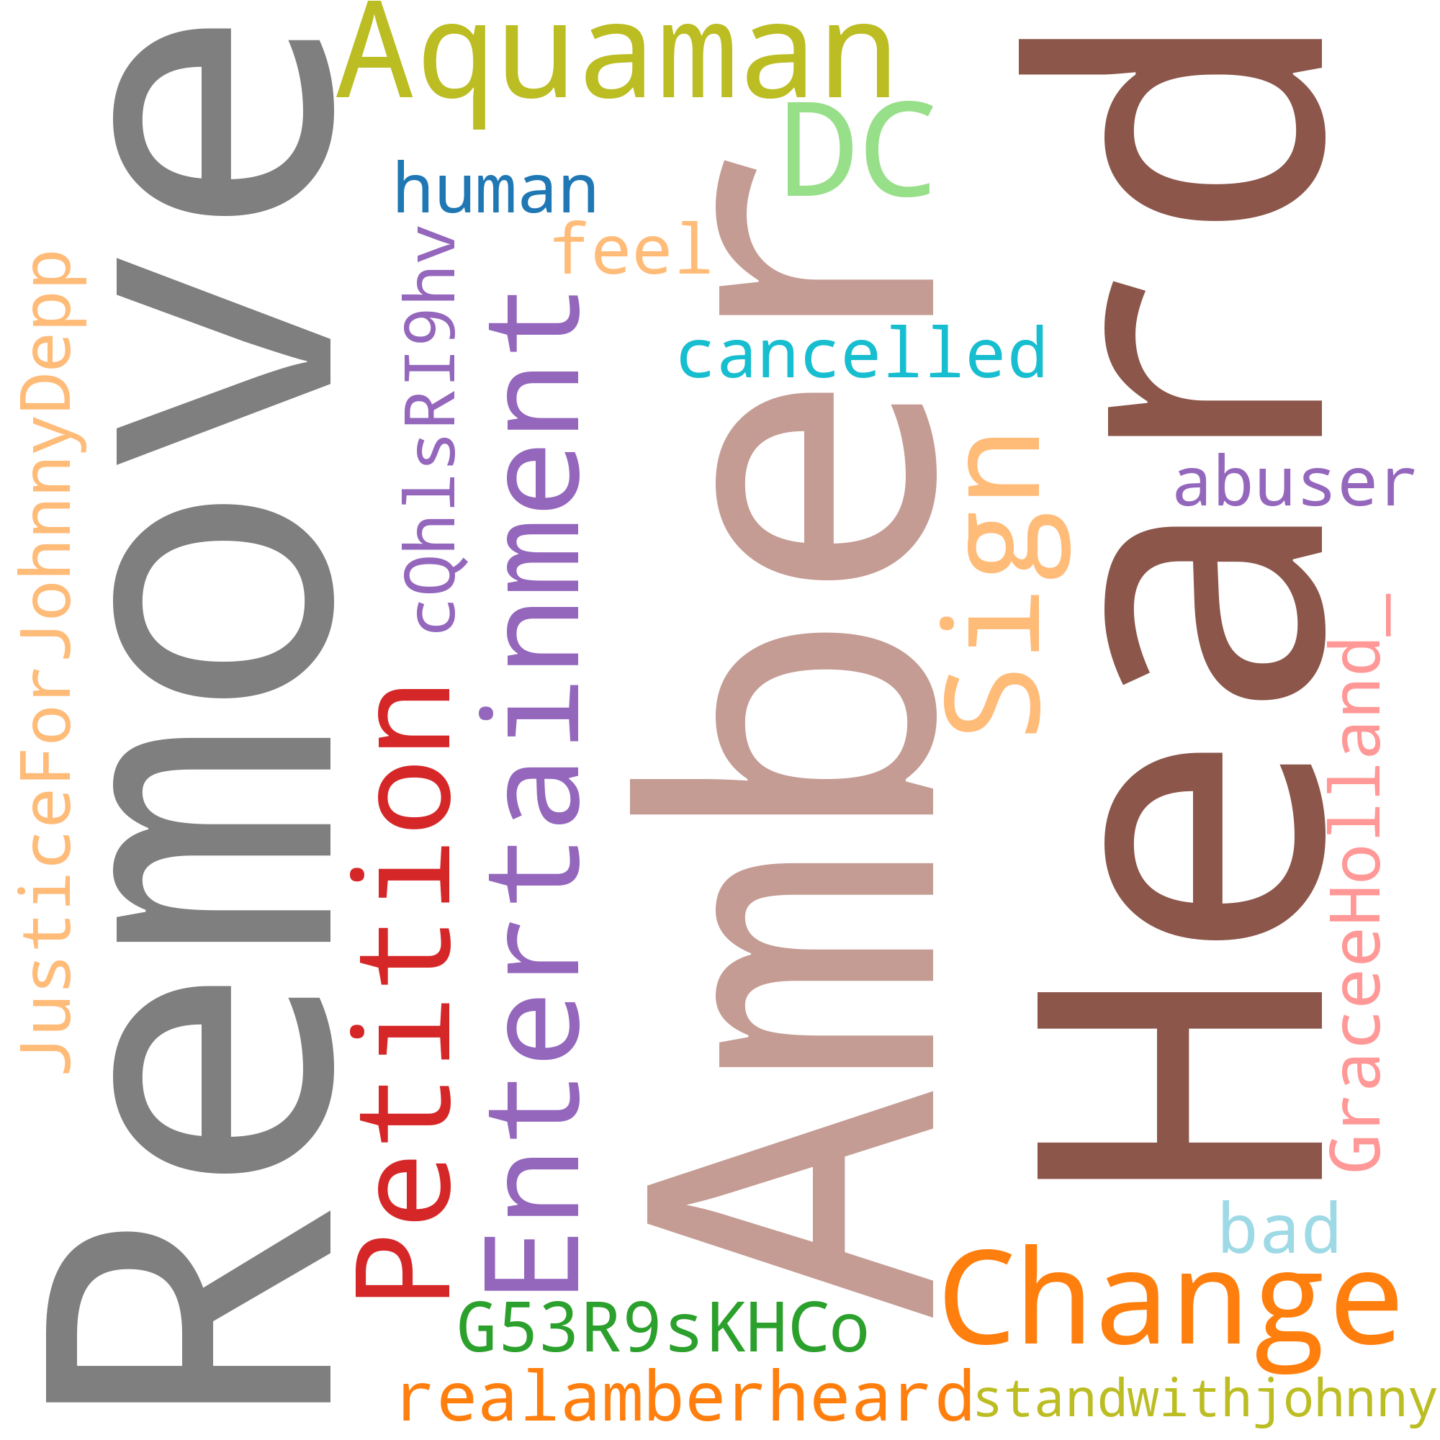 Aquaman
DC
human
feel
JusticeForJohnnyDepp
Remove
cQhlsRI9hv
Petition
Entertainment
Amber
cancelled
Sign
Heard
abuser
GraceeHolland_
bad
Change
G53R9sKHCo
realamberheard
standwithjohnny